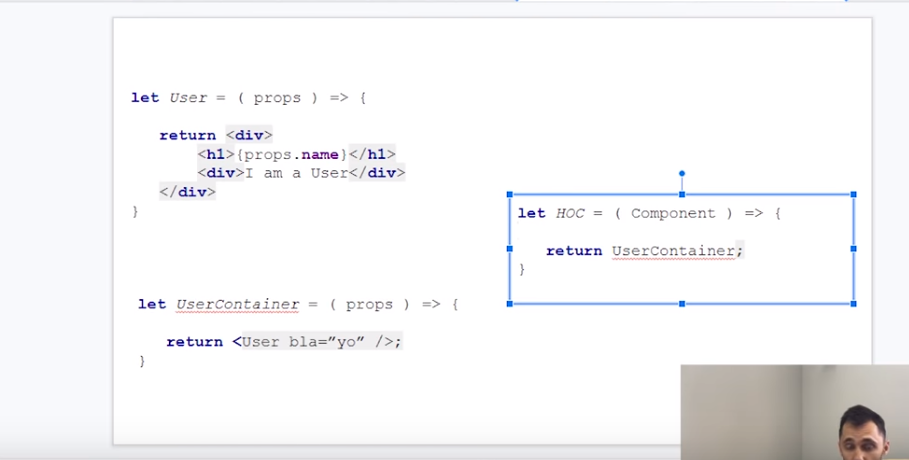 let User = ( props ) => {
return <div>
<h1>{props.name}</h1>
<div>I am a User</div>
</div>
}
let HOC = ( Component ) => {
return UserContainer;
}
let UserContainer = ( props ) => {
return <User bla=”yo” />;
}